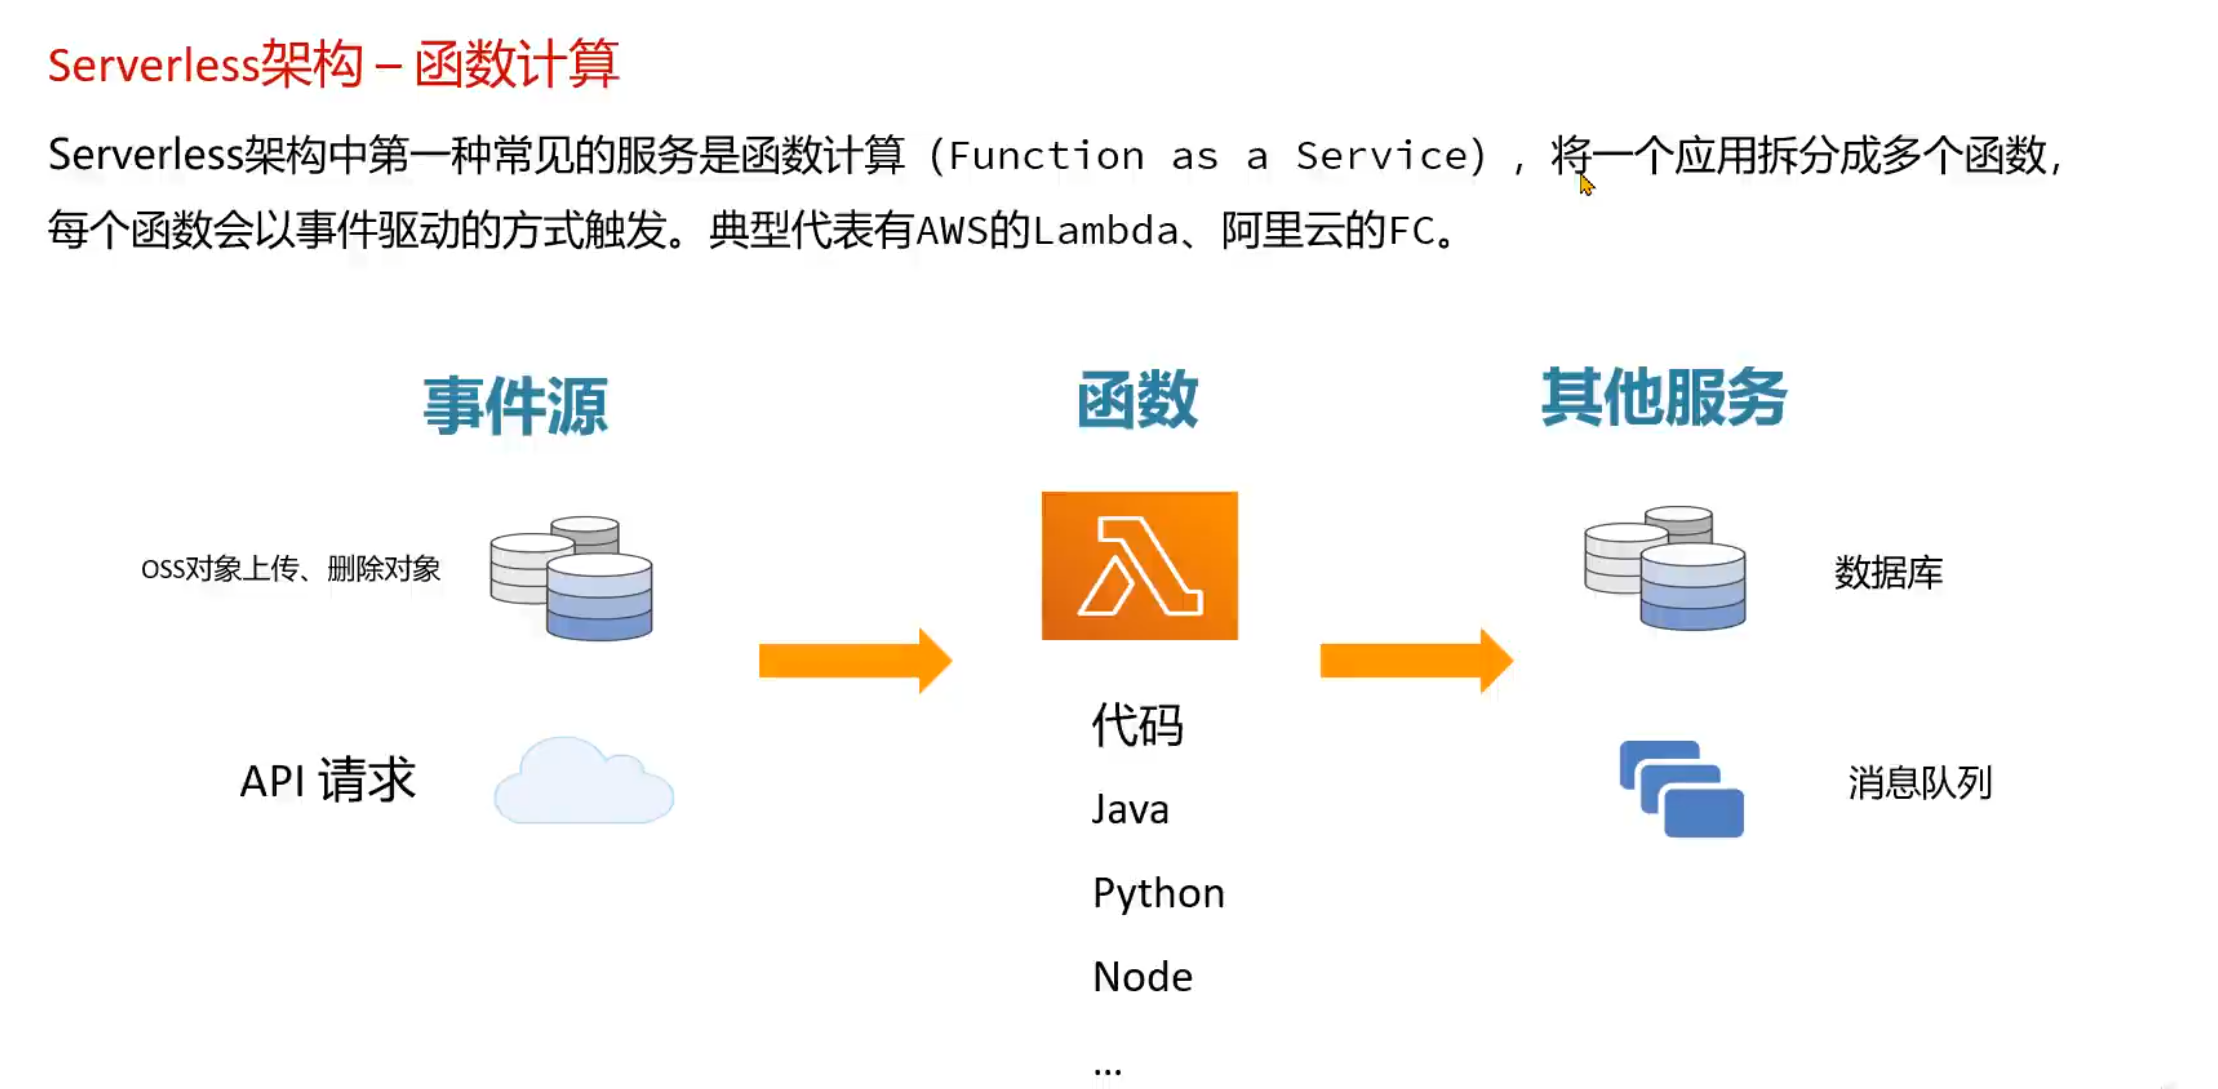 Serverless架构 – 函数计算
Serverless架构中第一种常见的服务是函数计算（Function as a Service），将一个应用拆分成多个函数，
每个函数会以事件驱动的方式触发。典型代表有AWS的Lambda、阿里云的FC。
事件源
函数
其他服务
OSS对象上传、删除对象
数据库
API 请求
代码
消息队列
Java
Python
Node
...